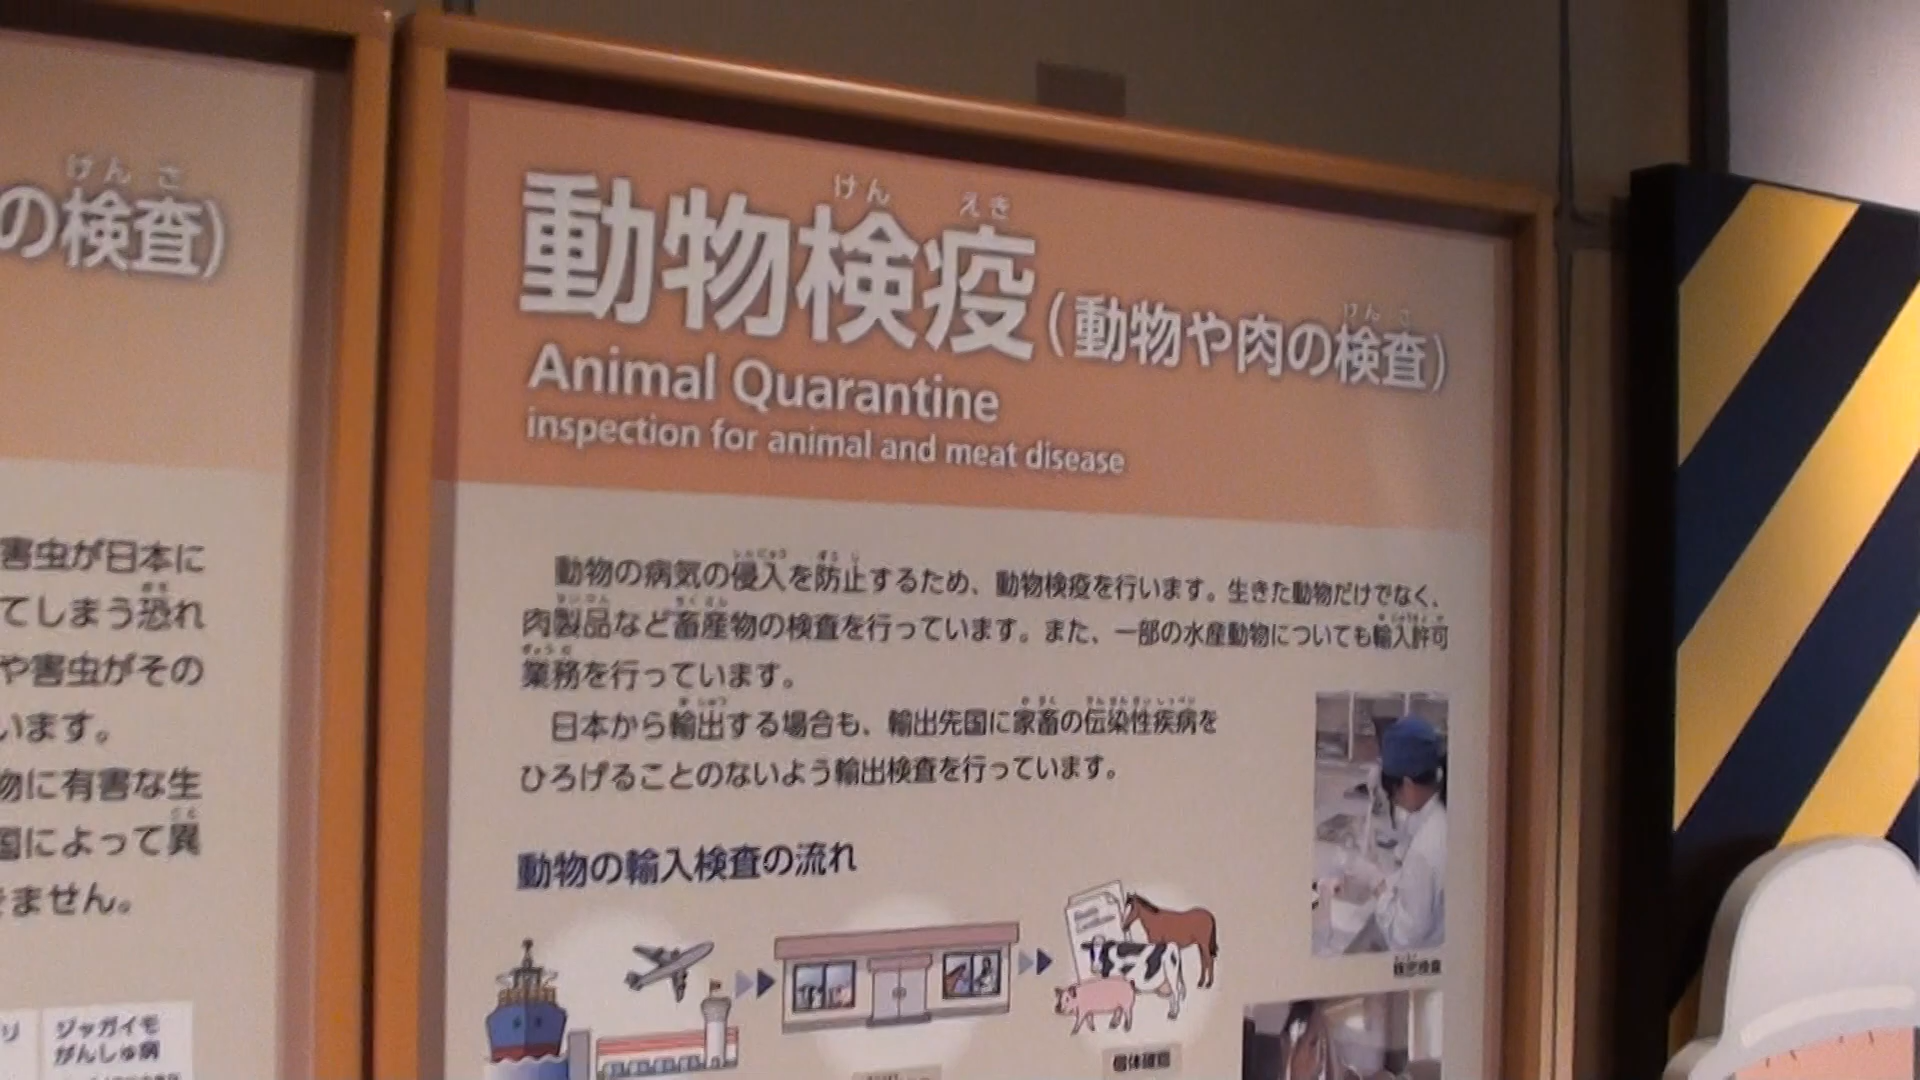 の検査)
げんさ
害虫が日本に
てしまう恐れ
や害虫がその
います。
物に有害な生
国によって異
ません。
ジャガイモ
がんしゅ病
けん えき
動物検疫(動物や肉の検査)
けんさ
Animal Quarantine
inspection for animal and meat disease
動物の病気の侵入を防止するため、動物検疫を行います。生きた動物だけでなく、
肉製品など畜産物の検査を行っています。また、一部の水産動物についても輸入許可
業務を行っています。
日本から輸出する場合も、輸出先国に家畜の伝染性疾病を
ひろげることのないよう輸出検査を行っています。
動物の輸入検査の流れ
個体確認